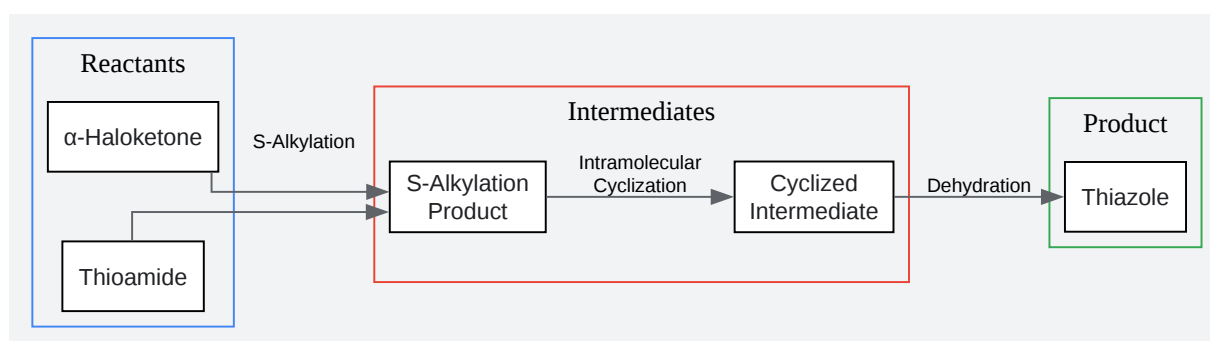 Reactants
α-Haloketone
Thioamide
S-Alkylation
Intermediates
S-Alkylation
Product
Intramolecular
Cyclization
Cyclized
Intermediate
Dehydration
Product
Thiazole